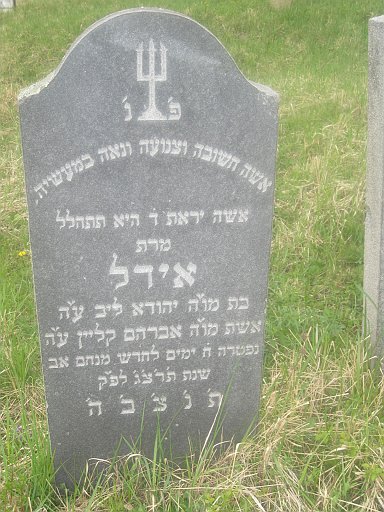 פ נ
אשה חשובה וצנועה ונאה במעשיה.
אשה יראת ד היא תתהלל
מרת
אידל
בת מו״ה יהודא ליב ע״ה
אשת מו״ה אברהם קליין ע״ה
נפטרה ח׳ ימים לחדש מנחם אב
שנת תרצ״ג לפ״ק
ת נ צ ב ה